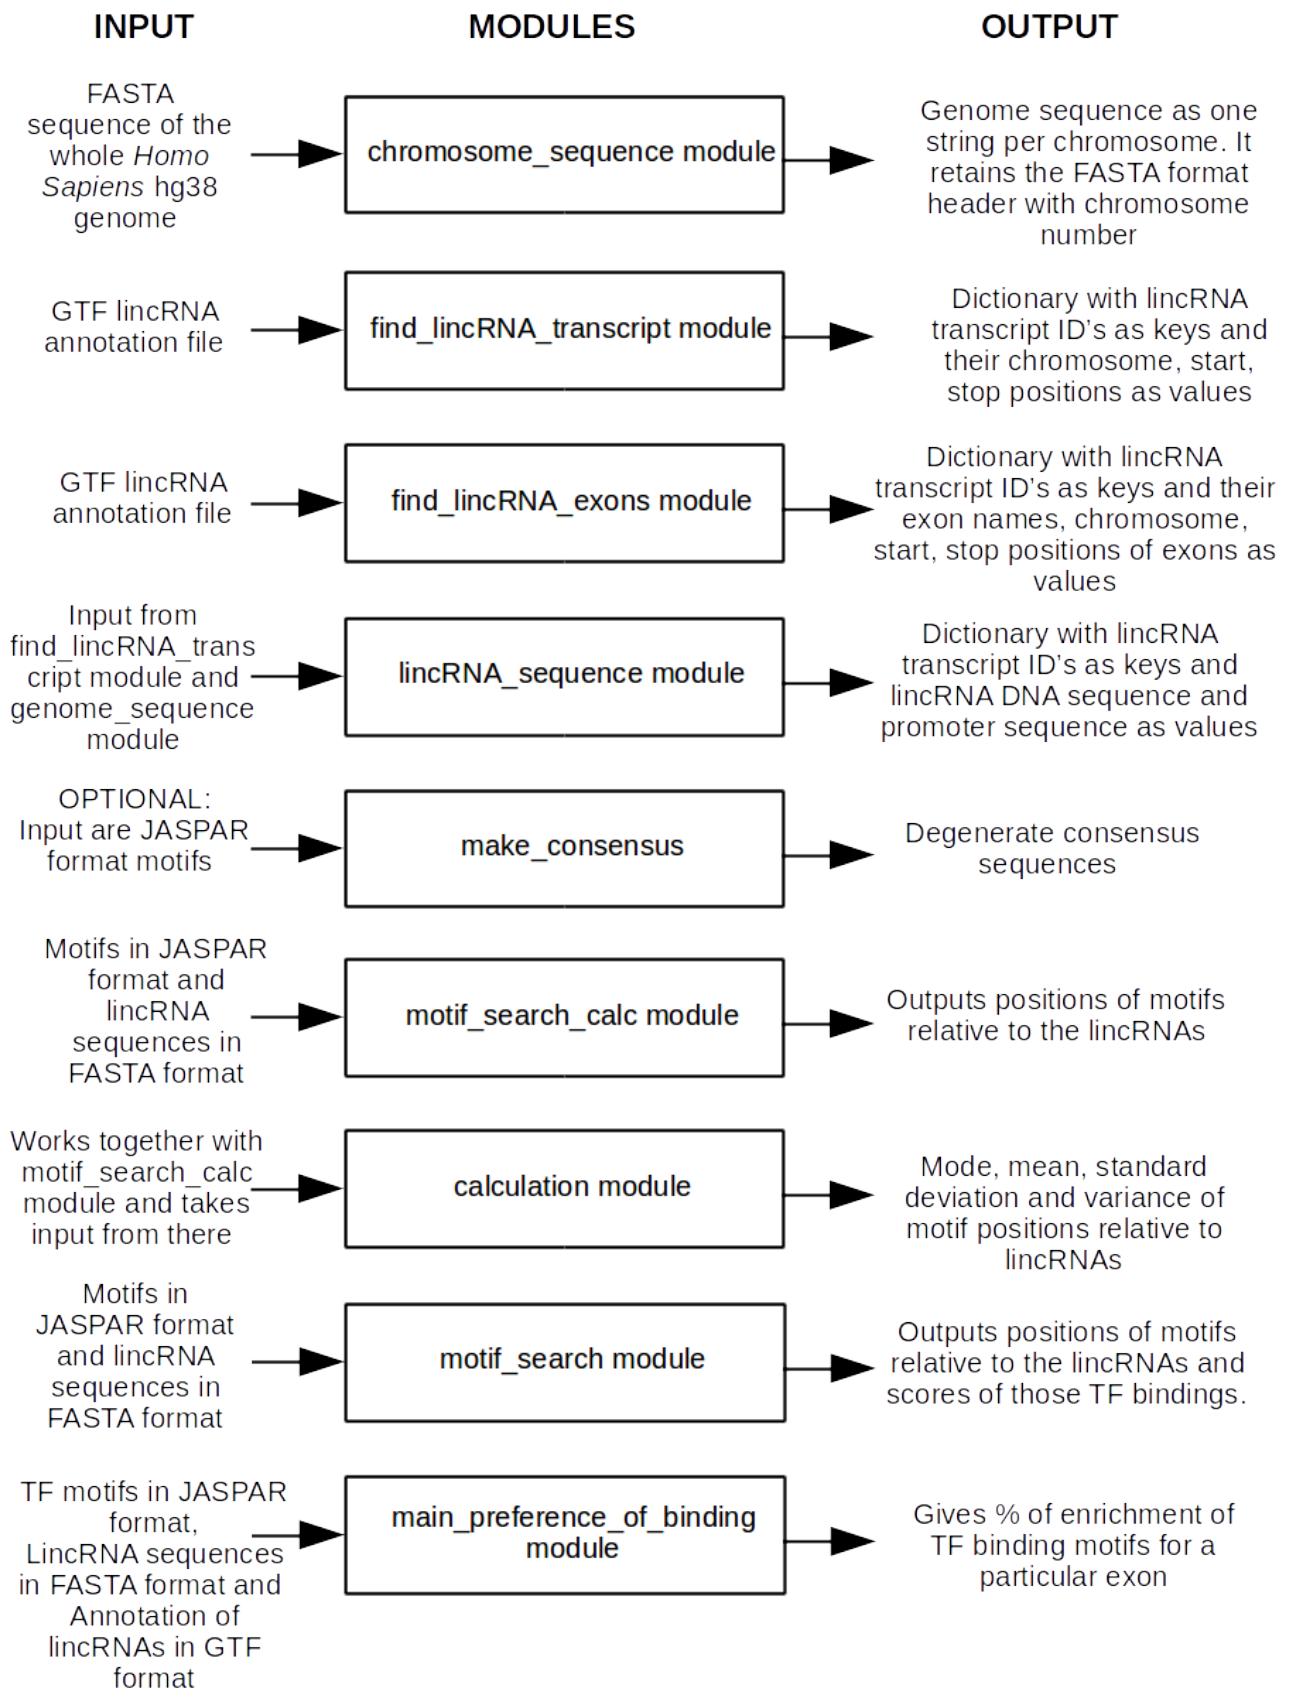 INPUT
MODULES
OUTPUT
FASTA
sequence of the
whole Homo
Sapiens hg38
genome
chromosome_sequence module
Genome sequence as one
string per chromosome. It
retains the FASTA format
header with chromosome
number
GTF lincRNA
annotation file
find_lincRNA_transcript module
Dictionary with lincRNA
transcript ID's as keys and
their chromosome, start,
stop positions as values
GTF lincRNA
annotation file
find_lincRNA_exons module
Dictionary with lincRNA
transcript ID's as keys and their
exon names, chromosome,
start, stop positions of exons as
values
Input from
find_lincRNA_trans
cript module and
genome_sequence
module
lincRNA_sequence module
Dictionary with lincRNA
transcript ID's as keys and
lincRNA DNA sequence and
promoter sequence as values
OPTIONAL:
Input are JASPAR
format motifs
make_consensus
Degenerate consensus
sequences
Motifs in JASPAR
format and
lincRNA
sequences in
FASTA format
motif_search_calc module
Outputs positions of motifs
relative to the lincRNAs
Works together with
motif_search_calc
module and takes
input from there
calculation module
Mode, mean, standard
deviation and variance of
motif positions relative to
lincRNAs
Motifs in
JASPAR format
and lincRNA
sequences in
FASTA format
motif_search module
Outputs positions of motifs
relative to the lincRNAs and
scores of those TF bindings.
TF motifs in JASPAR
format,
LincRNA sequences
in FASTA format and
Annotation of
lincRNAs in GTF
format
main_preference_of_binding
module
Gives % of enrichment of
TF binding motifs for a
particular exon